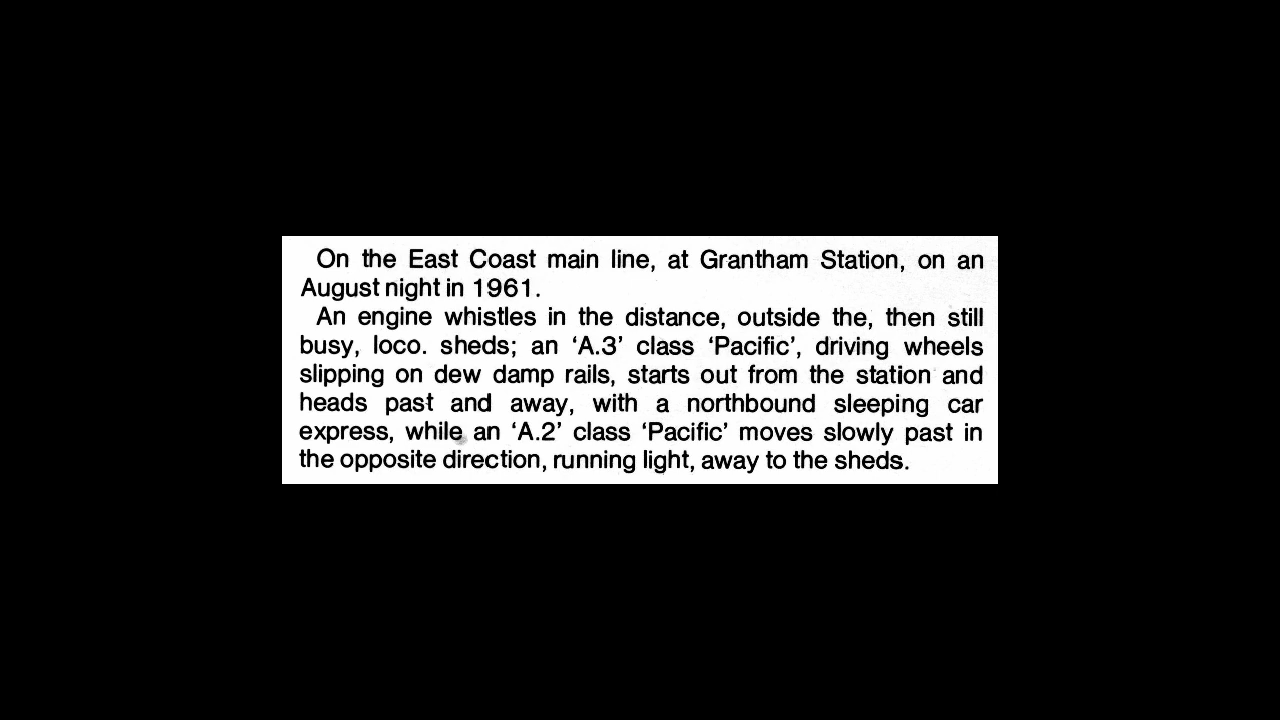 On the East Coast main line, at Grantham Station, on an
August night in 1961.
An engine whistles in the distance, outside the, then still
busy, loco. sheds; an ‘A.3’ class ‘Pacific’, driving wheels
slipping on dew damp rails, starts out from the station and
heads past and away, with a northbound sleeping car
express, while an ‘A.2’ class ‘Pacific’ moves slowly past in
the opposite direction, running light, away to the sheds.